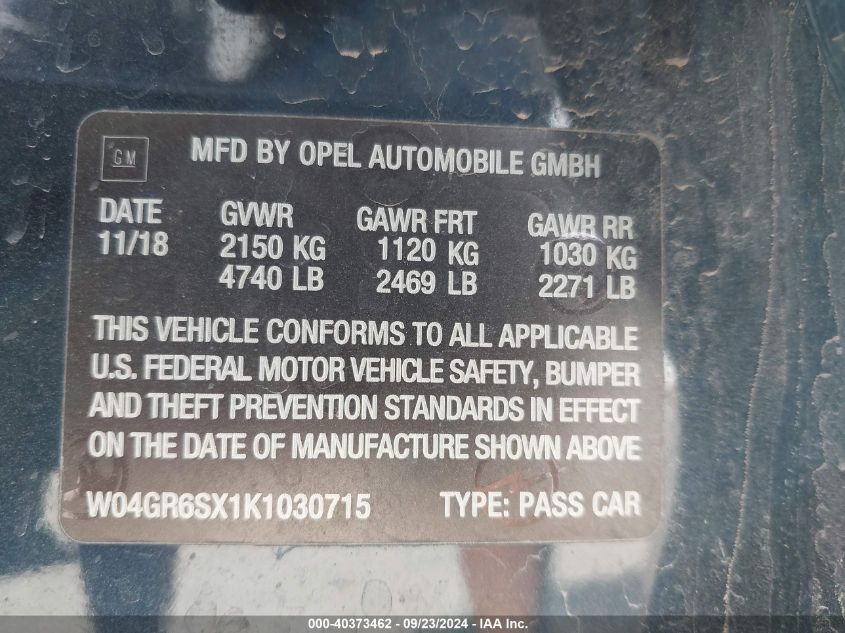 GM
MFD BY OPEL AUTOMOBILE GMBH
DATE GVWR GAWR FRT GAWR RR
11/18 2150 KG 1120 KG 1030 KG
4740 LB 2469 LB 2271 LB
THIS VEHICLE CONFORMS TO ALL APPLICABLE
U.S. FEDERAL MOTOR VEHICLE SAFETY, BUMPER
AND THEFT PREVENTION STANDARDS IN EFFECT
ON THE DATE OF MANUFACTURE SHOWN ABOVE
W04GR6SX1K1030715 TYPE: PASS CAR
000-40373462 - 09/23/2024 - IAA Inc.